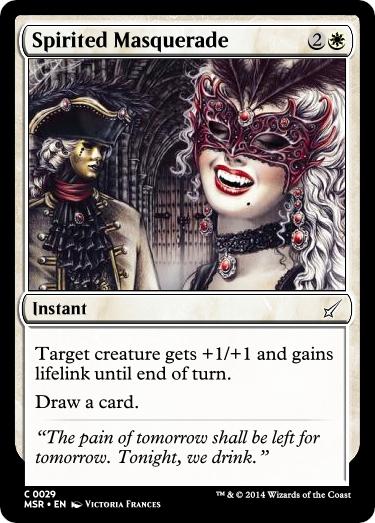 Spirited Masquerade 2
Instant
Target creature gets +1/+1 and gains
lifelink until end of turn.
Draw a card.
“The pain of tomorrow shall be left for
tomorrow. Tonight, we drink.”
C 0029
MSR • EN Victoria Frances
™ & © 2014 Wizards of the Coast